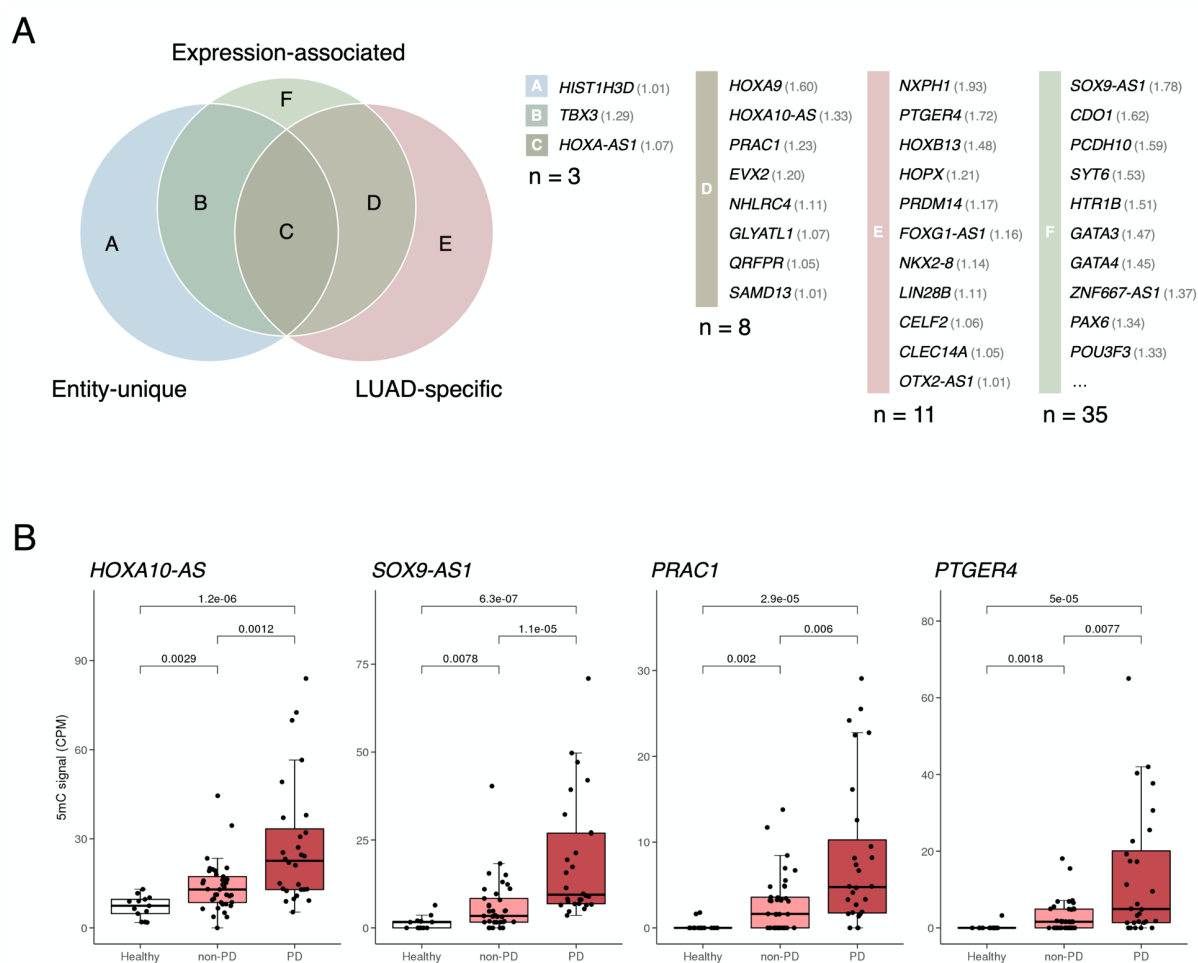 A
Expression-associated
F
B
D
C
A
E
Entity-unique
LUAD-specific
A HIST1H3D (1.01)
B TBX3 (1.29)
C HOXA-AS1 (1.07)
n = 3
D
HOXA9 (1.60)
HOXA10-AS (1.33)
PRAC1 (1.23)
EVX2 (1.20)
NHLRC4 (1.11)
GLYATL1 (1.07)
QRFPR (1.05)
SAMD13 (1.01)
n = 8
E
NXPH1 (1.93)
PTGER4 (1.72)
HOXB13 (1.48)
HOPX (1.21)
PRDM14 (1.17)
FOXG1-AS1 (1.16)
NKX2-8 (1.14)
LIN28B (1.11)
CELF2 (1.06)
CLEC14A (1.05)
OTX2-AS1 (1.01)
n = 11
F
SOX9-AS1 (1.78)
CDO1 (1.62)
PCDH10 (1.59)
SYT6 (1.53)
HTR1B (1.51)
GATA3 (1.47)
GATA4 (1.45)
ZNF667-AS1 (1.37)
PAX6 (1.34)
POU3F3 (1.33)
...
n = 35
B
HOXA10-AS
1.2e-06
0.0012
0.0029
90
60
30
0
5mC signal (CPM)
Healthy non-PD PD
SOX9-AS1
6.3e-07
1.1e-05
0.0078
75
50
25
0
Healthy non-PD PD
PRAC1
2.9e-05
0.006
0.002
30
20
10
0
Healthy non-PD PD
PTGER4
5e-05
0.0077
0.0018
80
60
40
20
0
Healthy non-PD PD